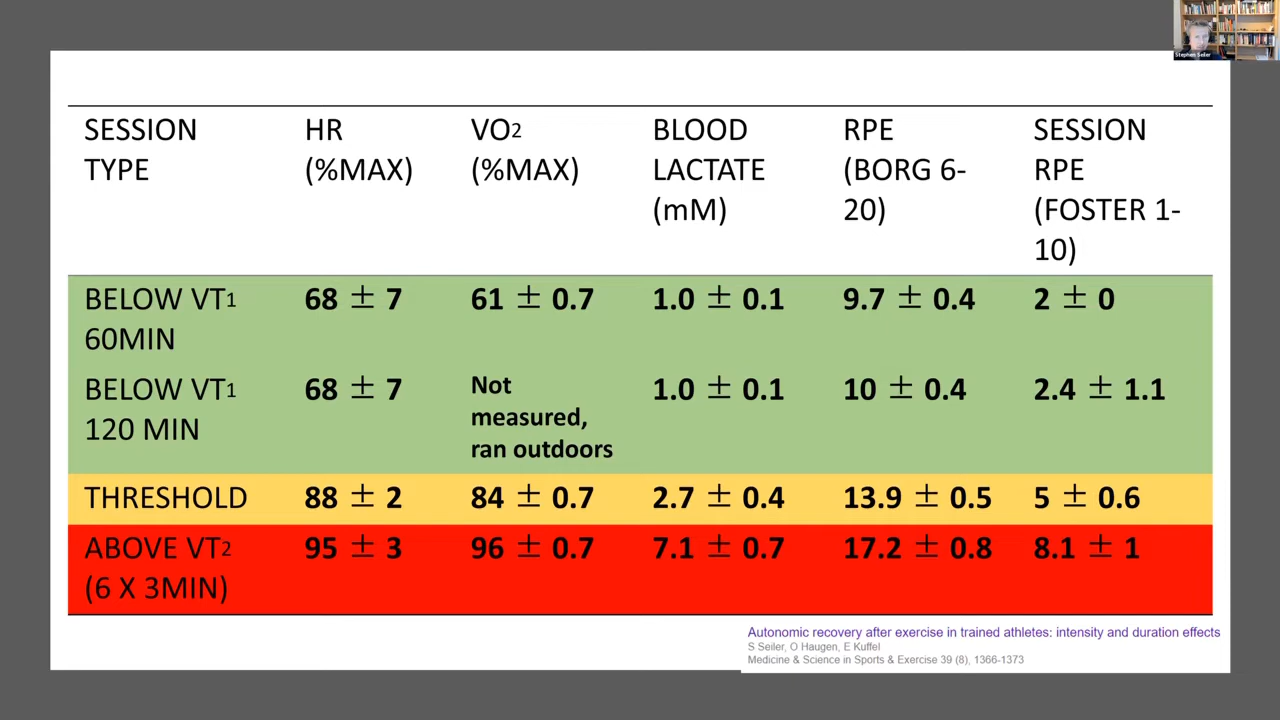 Stephen Seiler
SESSION TYPE HR (%MAX) VO2 (%MAX) BLOOD LACTATE (mM) RPE (BORG 6-20) SESSION RPE (FOSTER 1-10)
BELOW VT1 60MIN 68 ± 7 61 ± 0.7 1.0 ± 0.1 9.7 ± 0.4 2 ± 0
BELOW VT1 120 MIN 68 ± 7 Not measured, ran outdoors 1.0 ± 0.1 10 ± 0.4 2.4 ± 1.1
THRESHOLD 88 ± 2 84 ± 0.7 2.7 ± 0.4 13.9 ± 0.5 5 ± 0.6
ABOVE VT2 (6 X 3MIN) 95 ± 3 96 ± 0.7 7.1 ± 0.7 17.2 ± 0.8 8.1 ± 1
Autonomic recovery after exercise in trained athletes: intensity and duration effects
S Seiler, O Haugen, E Kuffel
Medicine & Science in Sports & Exercise 39 (8), 1366-1373